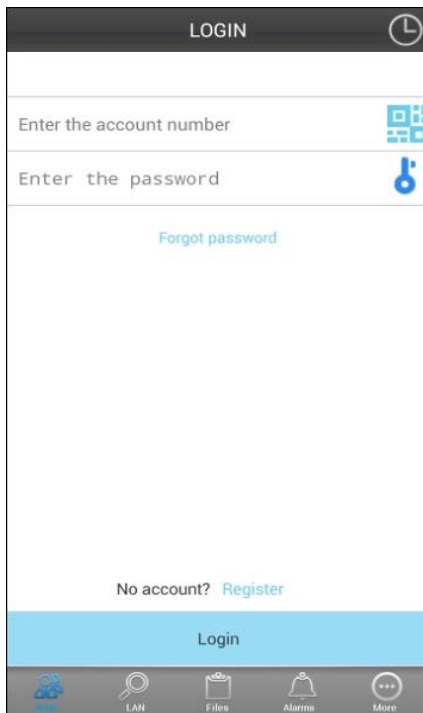 LOGIN
Enter the account number
Enter the password
Forgot password
No account? Register
Login
LAN Files Alarms More